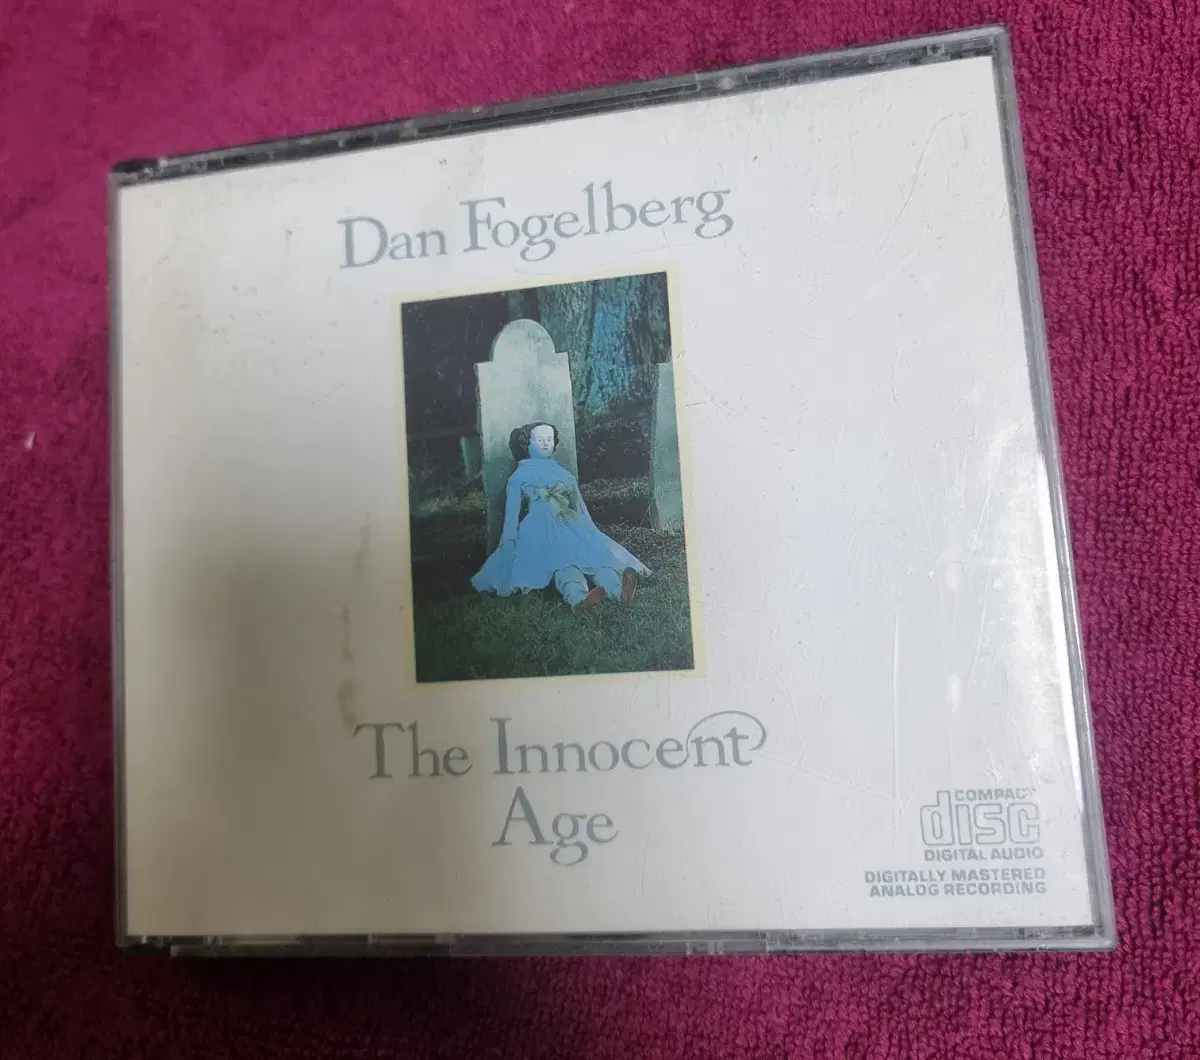 Dan Fogelberg
The Innocent
Age
COMPACT
disc
DIGITAL AUDIO
DIGITALLY MASTERED
ANALOG RECORDING